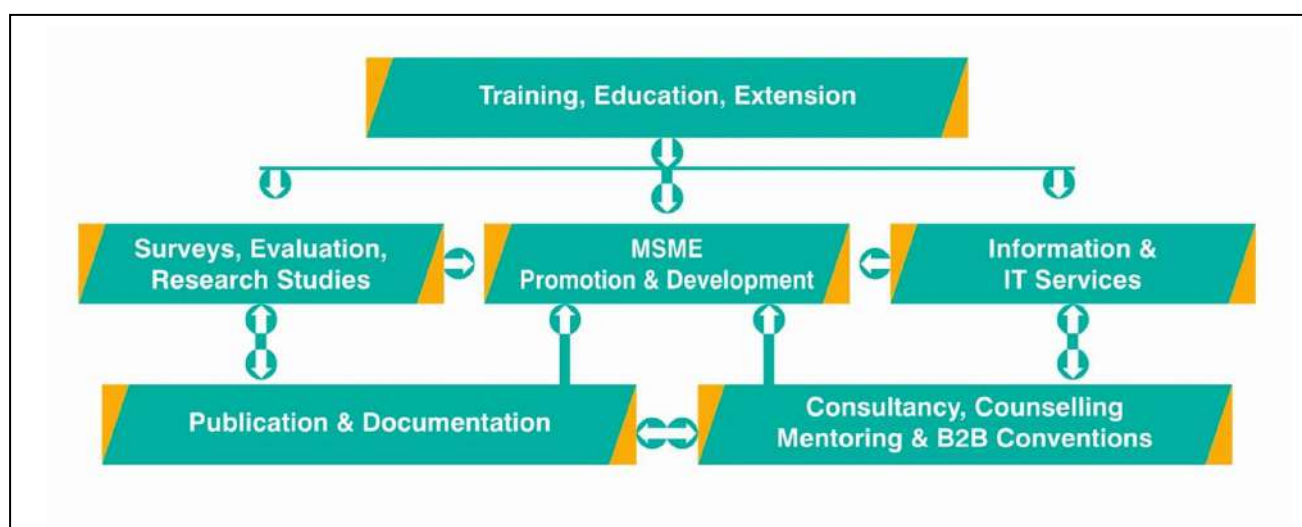 Training, Education, Extension
Surveys, Evaluation,
Research Studies
MSME
Promotion & Development
Information &
IT Services
Publication & Documentation
Consultancy, Counselling
Mentoring & B2B Conventions